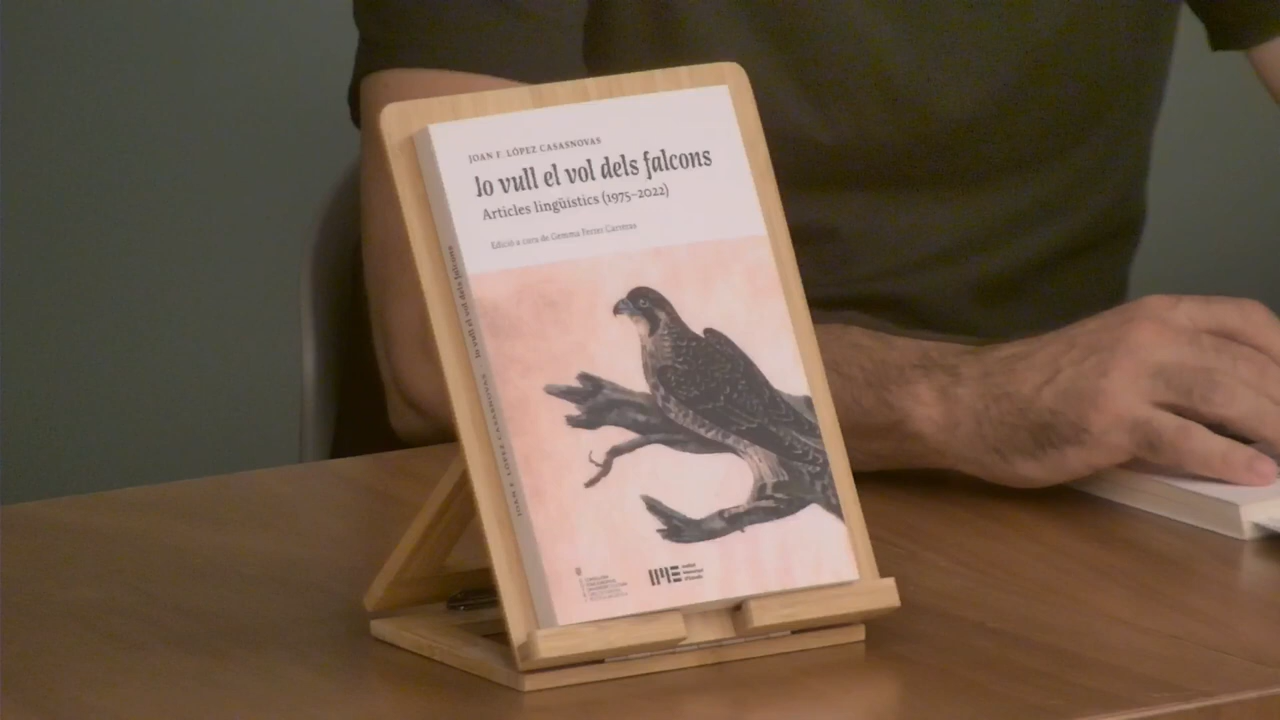 JOAN F. LÓPEZ CASASNOVAS
Jo vull el vol dels falcons
Articles lingüístics (1975–2022)
Edició a cura de Gemma Ferrer Carreras
JOAN F. LÓPEZ CASASNOVAS
Jo vull el vol dels falcons
IME